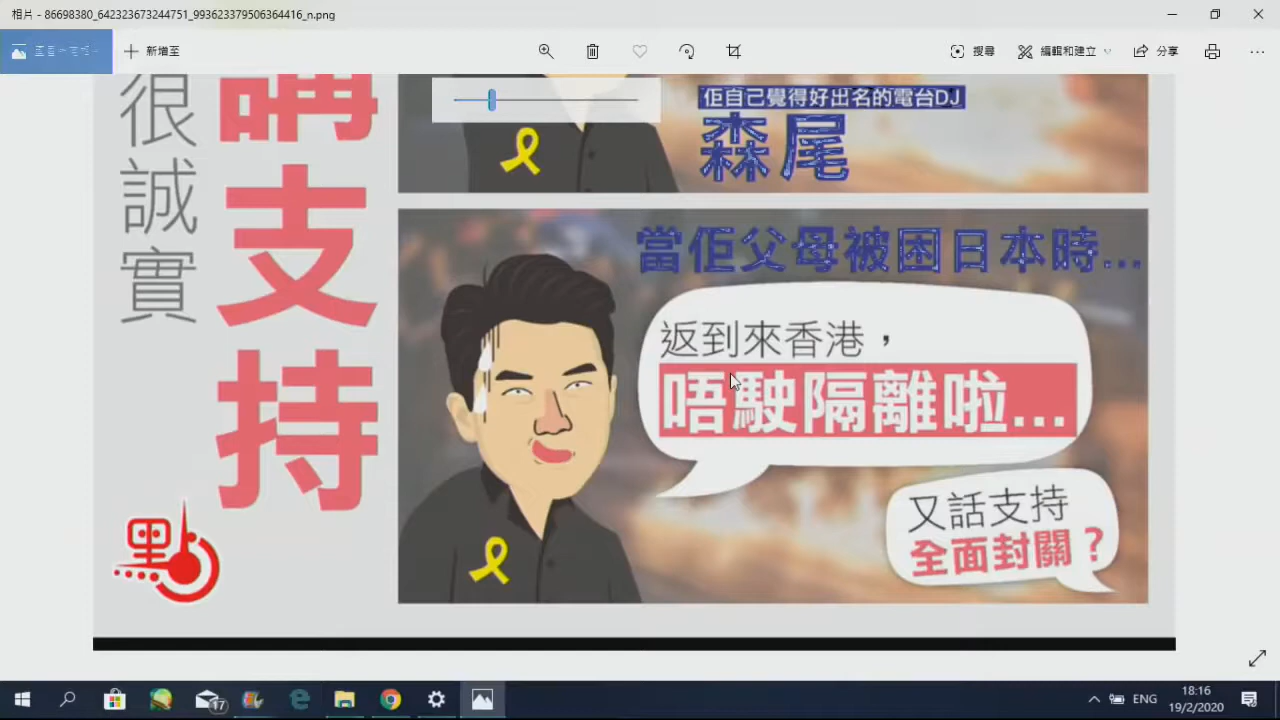 相片 - 86698380_642323673244751_993623379506364416_n.png
新增至
搜尋
編輯和建立
分享
很誠實
講支持
佢自己覺得好出名的電台DJ
森尾
當佢父母被困日本時...
返到來香港，
唔駛隔離啦...
又話支持
全面封關？
點
17
ENG
18:16
19/2/2020